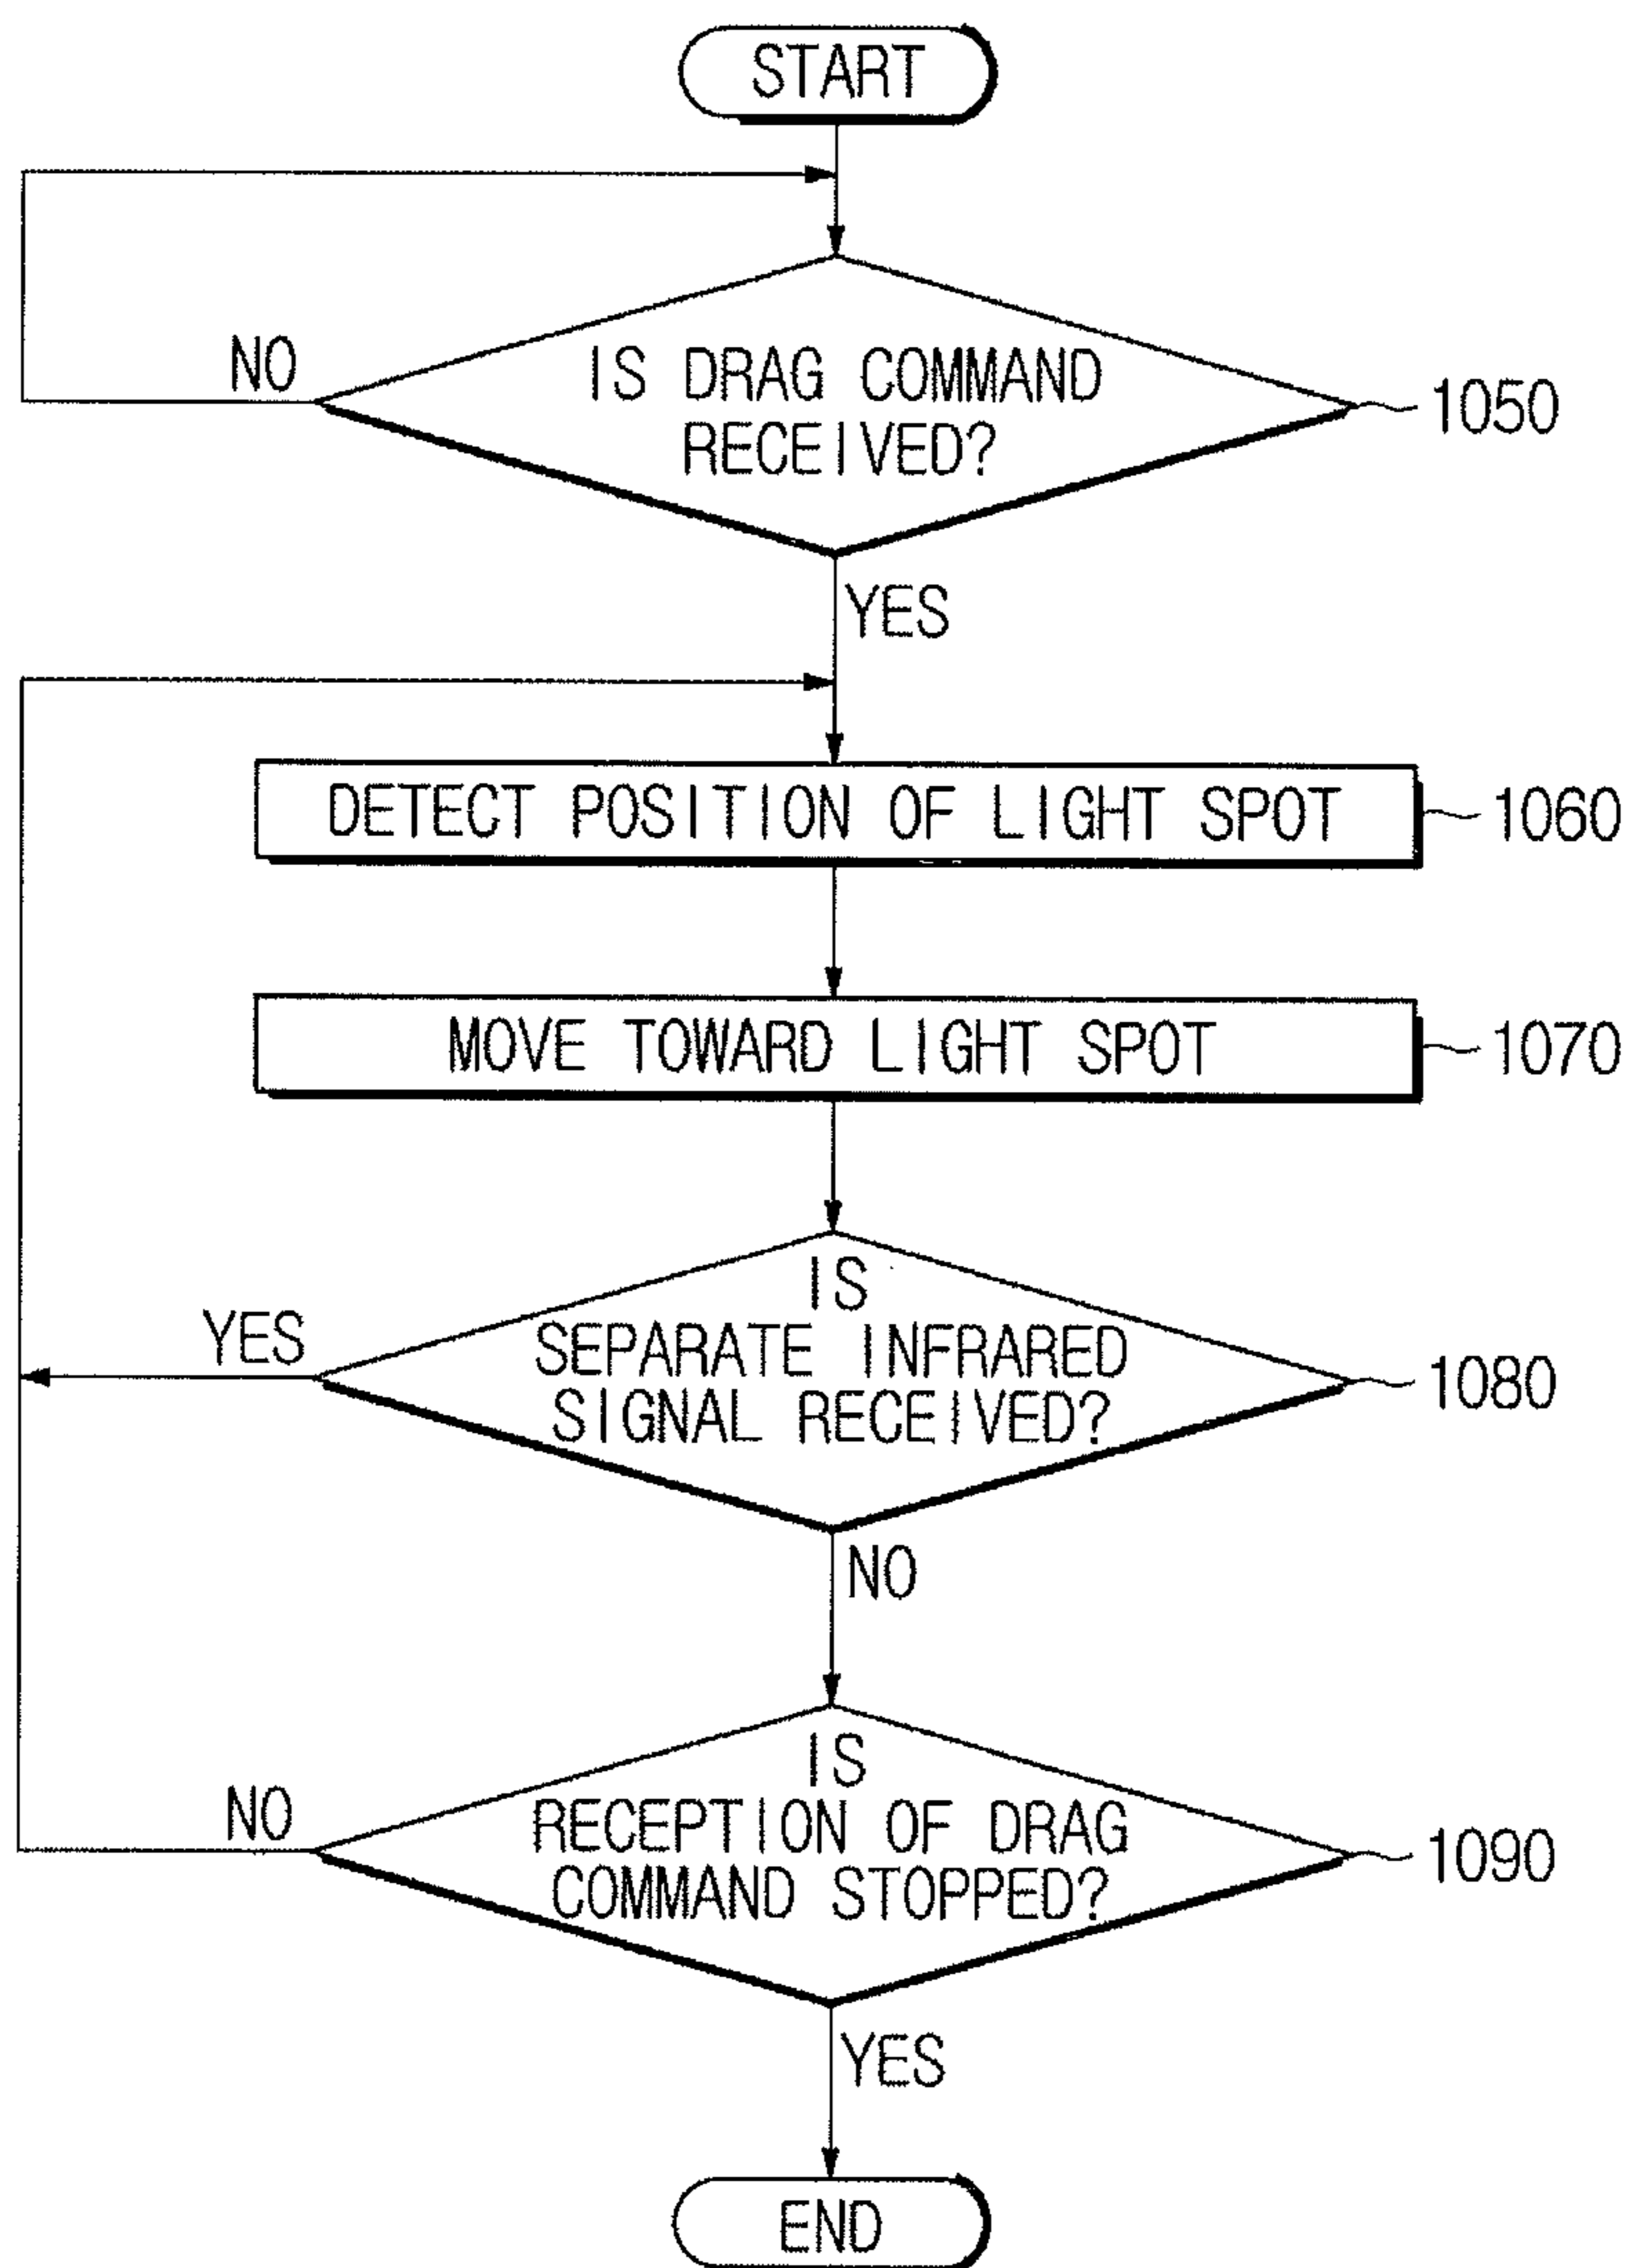 START
NO
IS DRAG COMMAND
RECEIVED?
1050
YES
DETECT POSITION OF LIGHT SPOT
1060
MOVE TOWARD LIGHT SPOT
1070
IS
SEPARATE INFRARED
SIGNAL RECEIVED?
YES
1080
NO
IS
RECEPTION OF DRAG
COMMAND STOPPED?
NO
1090
YES
END